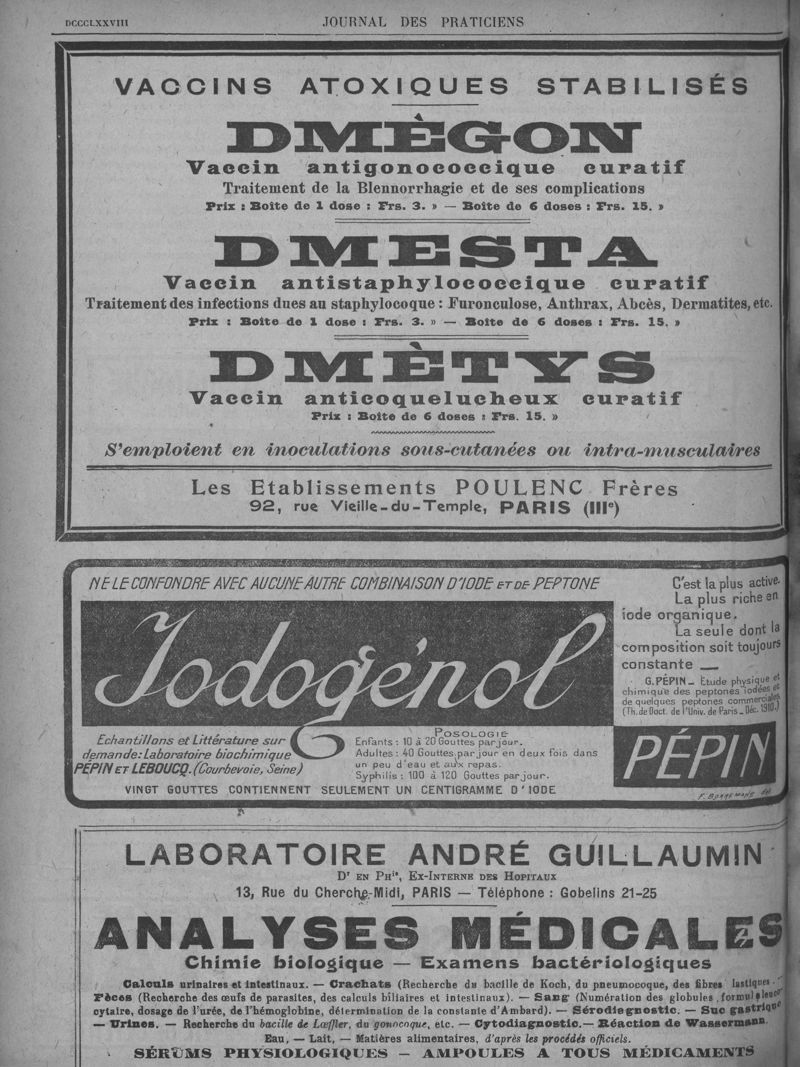 DCCCLXXVIII
JOURNAL DES PRATICIENS
VACCINS ATOXIQUES STABILISÉS
DMÈGON
Vaccin antigonococcique curatif
Traitement de la Blennorrhagie et de ses complications
Prix : Boîte de 1 dose : Frs. 3. » — Boîte de 6 doses : Frs. 15. »
DMESTA
Vaccin antistaphylococcique curatif
Traitement des infections dues au staphylocoque : Furonculose, Anthrax, Abcès, Dermatites, etc.
Prix : Boîte de 1 dose : Frs. 3. » — Boîte de 6 doses : Frs. 15. »
DMÈTYS
Vaccin anticoquelucheux curatif
Prix : Boîte de 6 doses : Frs. 15. »
S'emploient en inoculations sous-cutanées ou intra-musculaires
Les Etablissements POULENC Frères
92, rue Vieille-du-Temple, PARIS (IIIe)
NE LE CONFONDRE AVEC AUCUNE AUTRE COMBINAISON D'IODE ET DE PEPTONE
Iodogénol
C'est la plus active.
La plus riche en
iode organique.
La seule dont la
composition soit toujours
constante —
G. PÉPIN — Etude physique et
chimique des peptones iodées et
de quelques peptones commerciales
(Th. de Doct. de l'Univ. de Paris — Déc. 1910.)
PÉPIN
Echantillons et Littérature sur
demande: Laboratoire biochimique
PÉPIN ET LEBOUCQ. (Courbevoie, Seine)
POSOLOGIE
Enfants : 10 à 20 Gouttes par jour.
Adultes : 40 Gouttes par jour en deux fois dans
un peu d'eau et aux repas.
Syphilis : 100 à 120 Gouttes par jour.
VINGT GOUTTES CONTIENNENT SEULEMENT UN CENTIGRAMME D'IODE
LABORATOIRE ANDRÉ GUILLAUMIN
Dr EN PHie, EX-INTERNE DES HOPITAUX
13, Rue du Cherche-Midi, PARIS — Téléphone : Gobelins 21-25
ANALYSES MÉDICALES
Chimie biologique — Examens bactériologiques
Calculs urinaires et intestinaux. — Crachats (Recherche du bacille de Koch, du pneumocoque, des fibres lastiques.
Fèces (Recherche des œufs de parasites, des calculs biliaires et intestinaux). — Sang (Numération des globules, formul leuco
cytaire, dosage de l'urée, de l'hémoglobine, détermination de la constante d'Ambard). — Sérodiagnostic. — Suc gastrique
— Urines. — Recherche du bacille de Lœffler, du gonocoque, etc. — Cytodiagnostic. — Réaction de Wassermann.
Eau, — Lait, — Matières alimentaires, d'après les procédés officiels.
SÉRUMS PHYSIOLOGIQUES — AMPOULES A TOUS MÉDICAMENTS